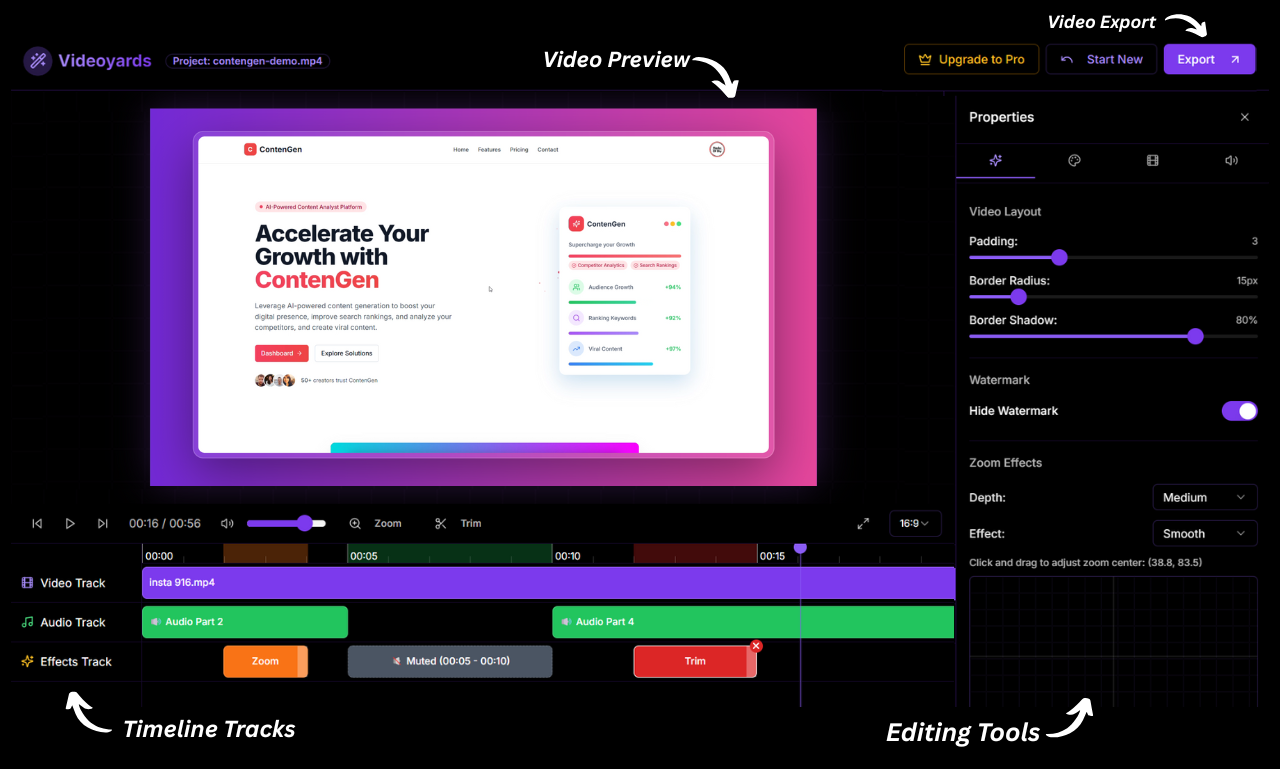 Video Export
Videoyards
Project: contengen-demo.mp4
Video Preview
Upgrade to Pro
Start New
Export
ContenGen
Home Features Pricing Contact
AI-Powered Content Analyst Platform
Accelerate Your
Growth with
ContenGen
Leverage AI-powered content generation to boost your
digital presence, improve search rankings, and analyze your
competitors, and create viral content.
Dashboard →
Explore Solutions
50+ creators trust ContenGen
ContenGen
Supercharge your Growth
Competitor Analytics
Search Rankings
Audience Growth +94%
Ranking Keywords +92%
Viral Content +97%
Properties
Video Layout
Padding: 3
Border Radius: 15px
Border Shadow: 80%
Watermark
Hide Watermark
Zoom Effects
Depth: Medium
Effect: Smooth
Click and drag to adjust zoom center: (38.8, 83.5)
00:16 / 00:56
Zoom
Trim
16:9
00:00 00:05 00:10 00:15
Video Track
insta 916.mp4
Audio Track
Audio Part 2
Audio Part 4
Effects Track
Zoom
Muted (00:05 - 00:10)
Trim
Timeline Tracks
Editing Tools